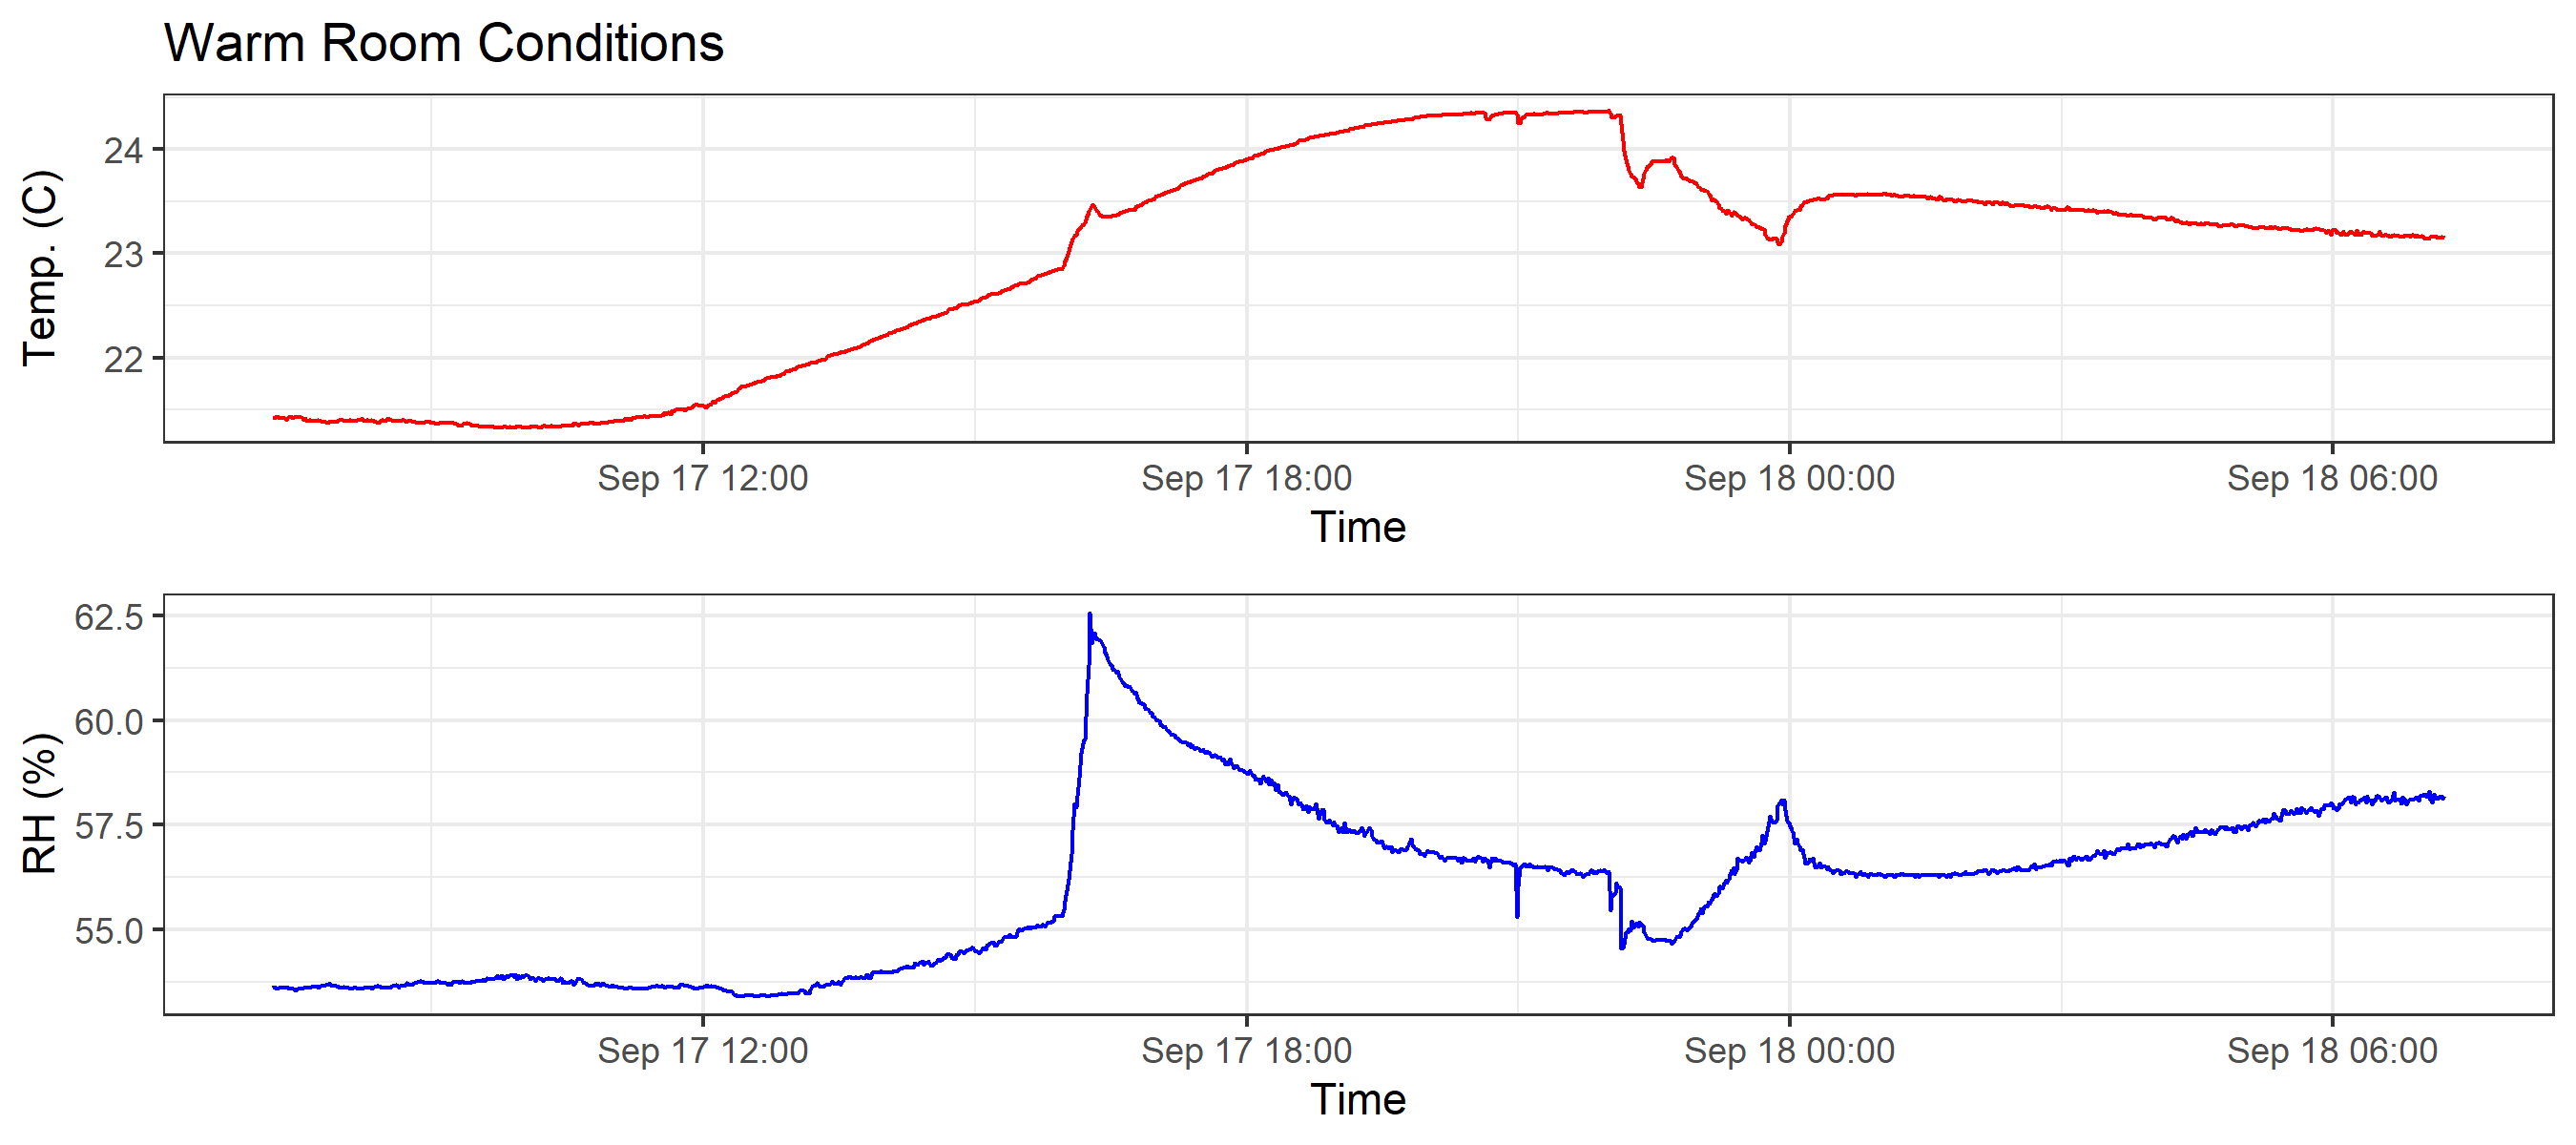 Warm Room Conditions
Temp. (C)
24
23
22
Sep 17 12:00 Sep 17 18:00 Sep 18 00:00 Sep 18 06:00
Time
RH (%)
62.5
60.0
57.5
55.0
Sep 17 12:00 Sep 17 18:00 Sep 18 00:00 Sep 18 06:00
Time